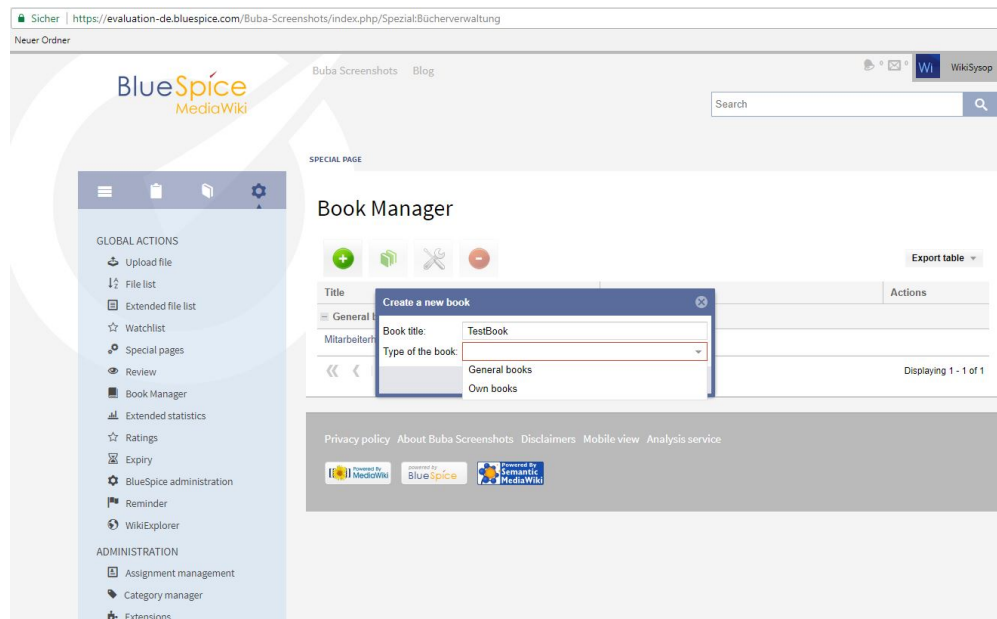 Sicher | https://evaluation-de.bluespice.com/Buba-Screenshots/index.php/Spezial:Bücherverwaltung
Neuer Ordner
BlueSpice
MediaWiki
Buba Screenshots Blog
0 0 Wi WikiSysop
Search
SPECIAL PAGE
GLOBAL ACTIONS
Upload file
File list
Extended file list
Watchlist
Special pages
Review
Book Manager
Extended statistics
Ratings
Expiry
BlueSpice administration
Reminder
WikiExplorer
ADMINISTRATION
Assignment management
Category manager
Extensions
Book Manager
Export table
Title Actions
General
Create a new book
Book title: TestBook
Type of the book:
General books
Own books
Displaying 1 - 1 of 1
Privacy policy About Buba Screenshots Disclaimers Mobile view Analysis service
Powered By MediaWiki
powered by BlueSpice
Powered By Semantic MediaWiki